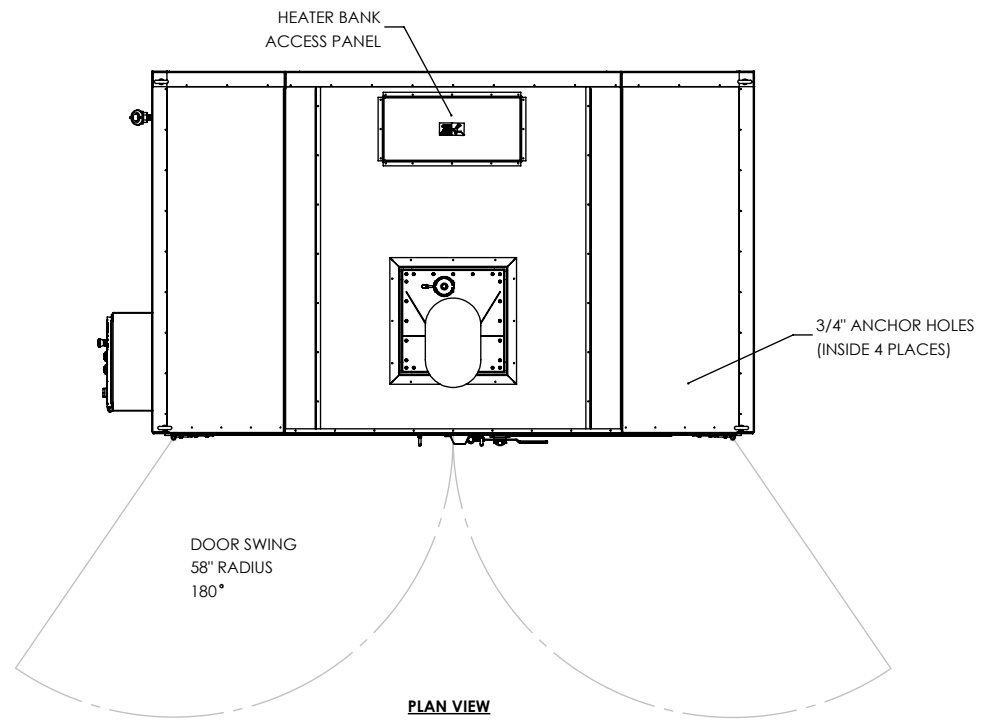 HEATER BANK
ACCESS PANEL
3/4" ANCHOR HOLES
(INSIDE 4 PLACES)
DOOR SWING
58" RADIUS
180°
PLAN VIEW